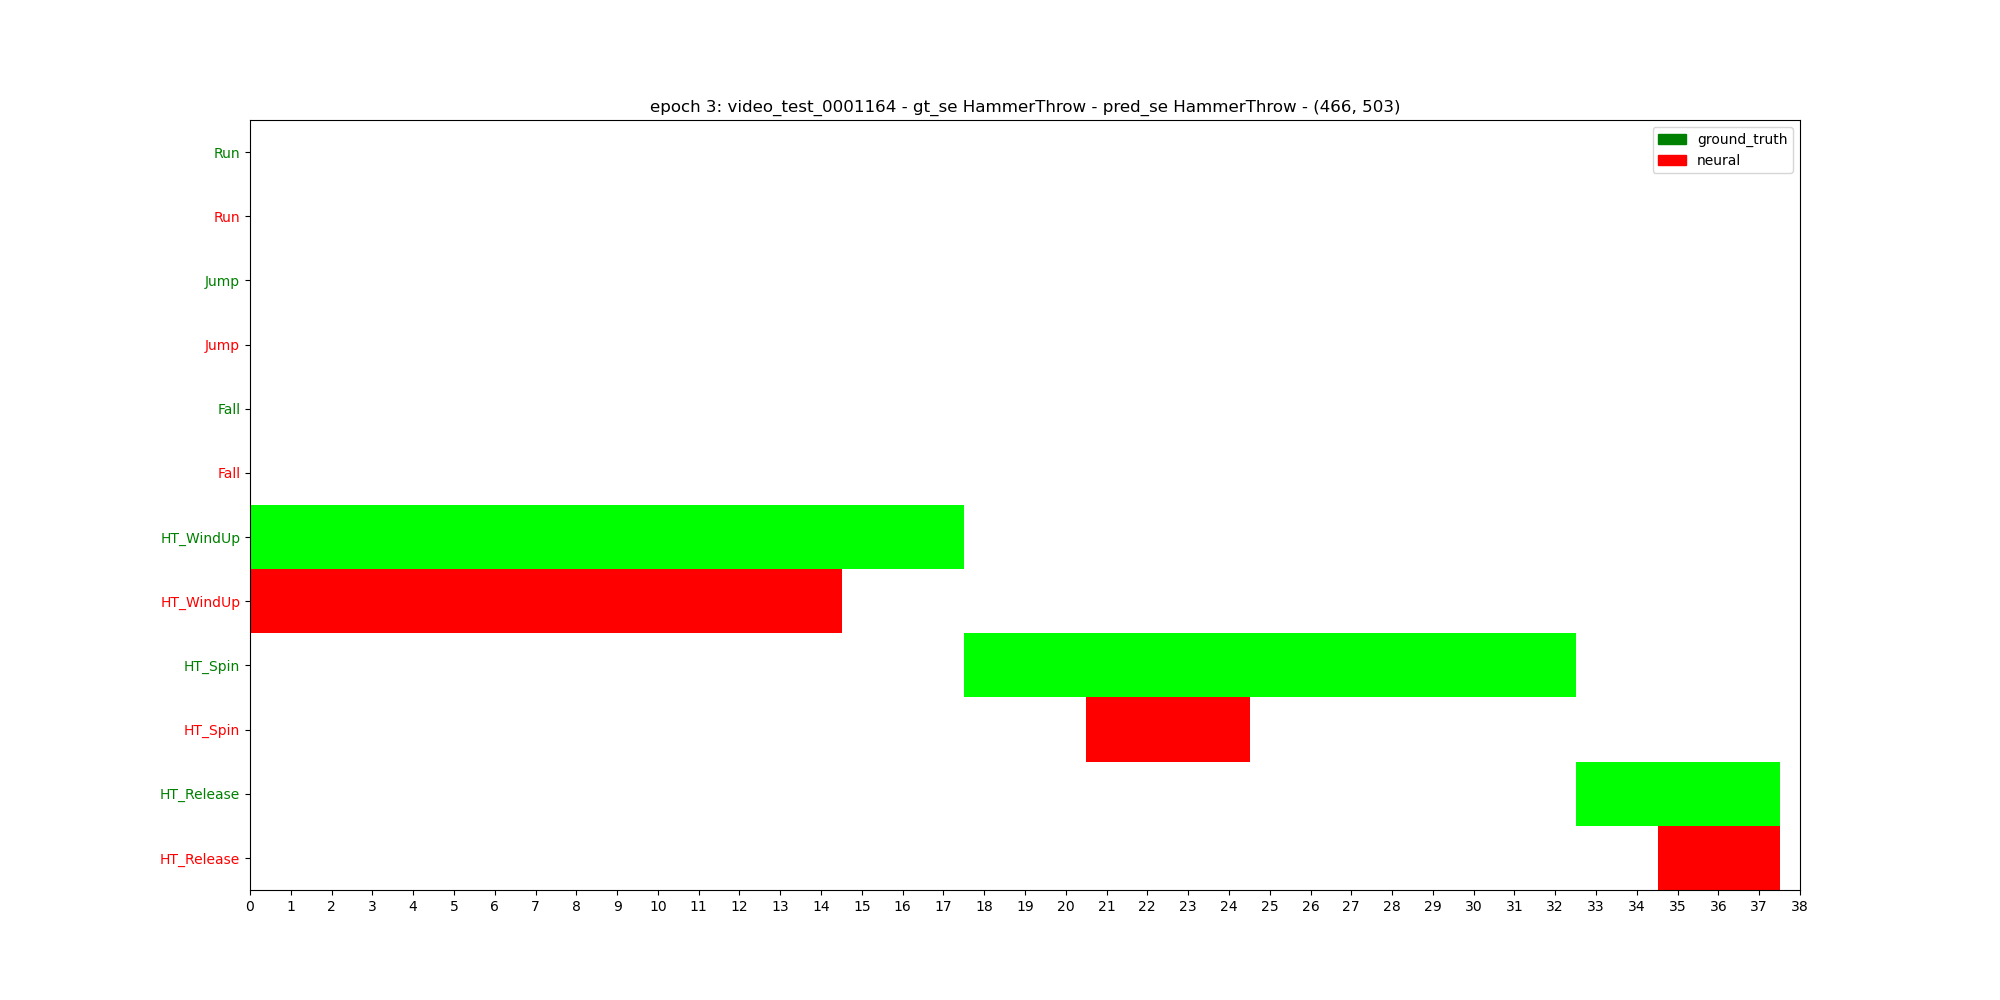 epoch 3: video_test_0001164 - gt_se HammerThrow - pred_se HammerThrow - (466, 503)
ground_truth
neural
Run
Run
Jump
Jump
Fall
Fall
HT_WindUp
HT_WindUp
HT_Spin
HT_Spin
HT_Release
HT_Release
0 1 2 3 4 5 6 7 8 9 10 11 12 13 14 15 16 17 18 19 20 21 22 23 24 25 26 27 28 29 30 31 32 33 34 35 36 37 38